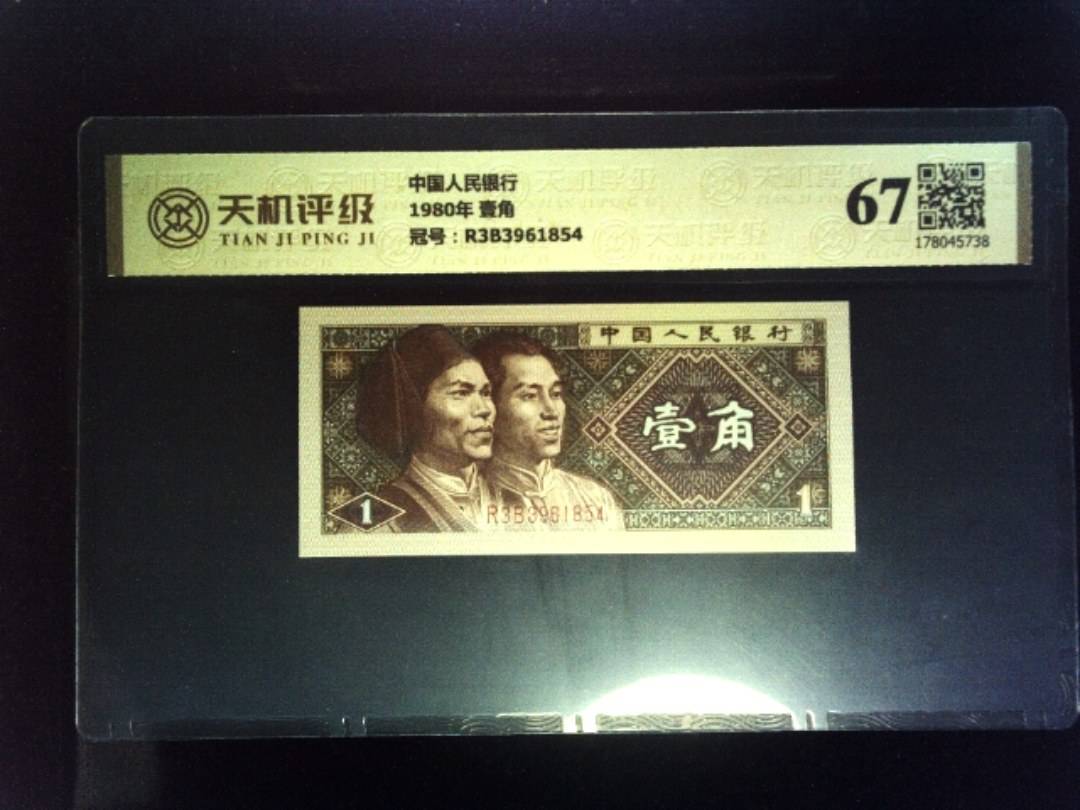 天机评级
TIAN JI PING JI
中国人民银行
1980年 壹角
冠号：R3B3961854
67
178045738
中国人民银行
壹角
1
R3B3961854
1